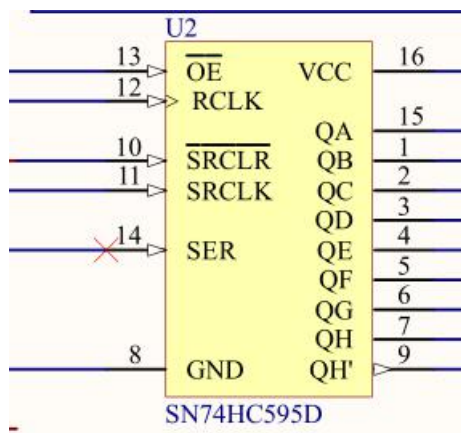 U2
13 OE VCC 16
12 RCLK
QA 15
10 SRCLR QB 1
11 SRCLK QC 2
QD 3
14 SER QE 4
QF 5
QG 6
QH 7
8 GND QH' 9
SN74HC595D